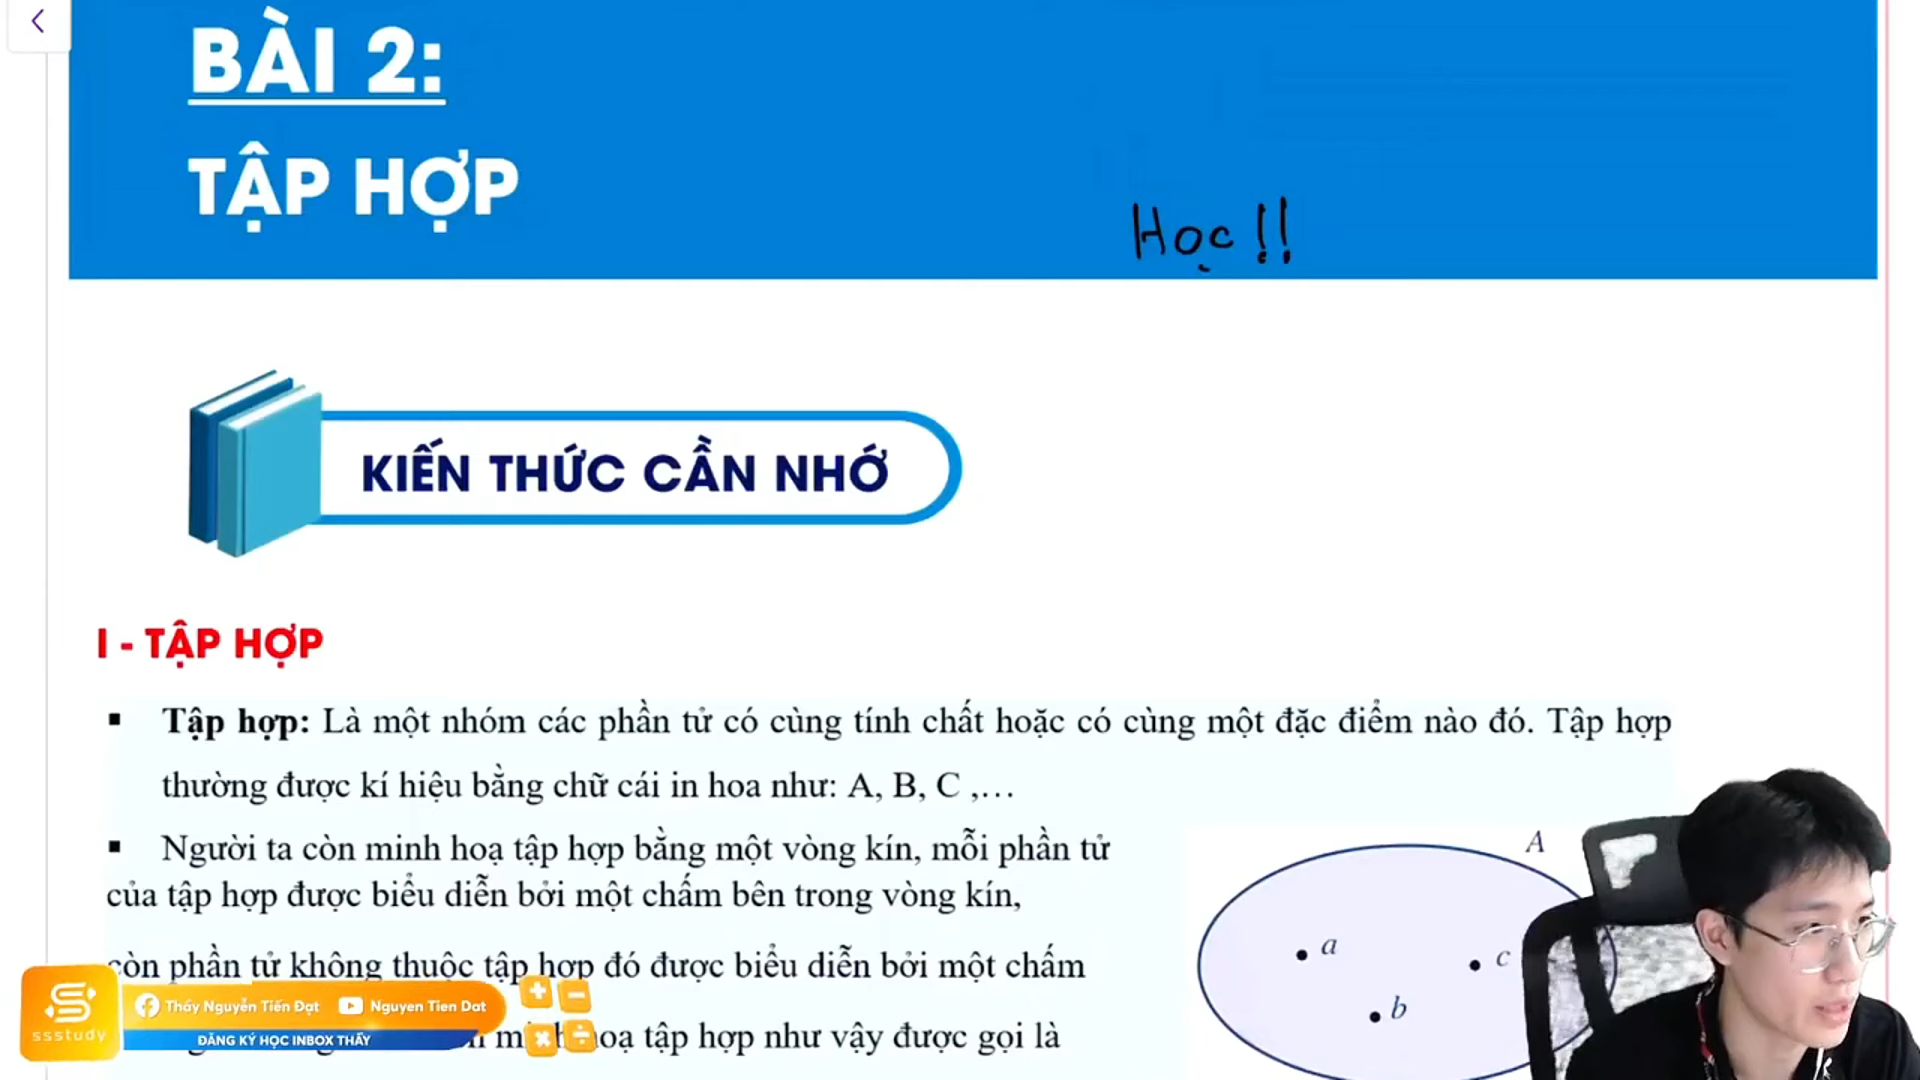 BÀI 2:
TẬP HỢP
Học !!
KIẾN THỨC CẦN NHỚ
I - TẬP HỢP
▪ Tập hợp: Là một nhóm các phần tử có cùng tính chất hoặc có cùng một đặc điểm nào đó. Tập hợp
thường được kí hiệu bằng chữ cái in hoa như: A, B, C ,…
▪ Người ta còn minh hoạ tập hợp bằng một vòng kín, mỗi phần tử
của tập hợp được biểu diễn bởi một chấm bên trong vòng kín,
còn phần tử không thuộc tập hợp đó được biểu diễn bởi một chấm
hoạ tập hợp như vậy được gọi là
A
a
c
b
ssstudy
Thầy Nguyễn Tiến Đạt
Nguyen Tien Dat
ĐĂNG KÝ HỌC INBOX THẦY